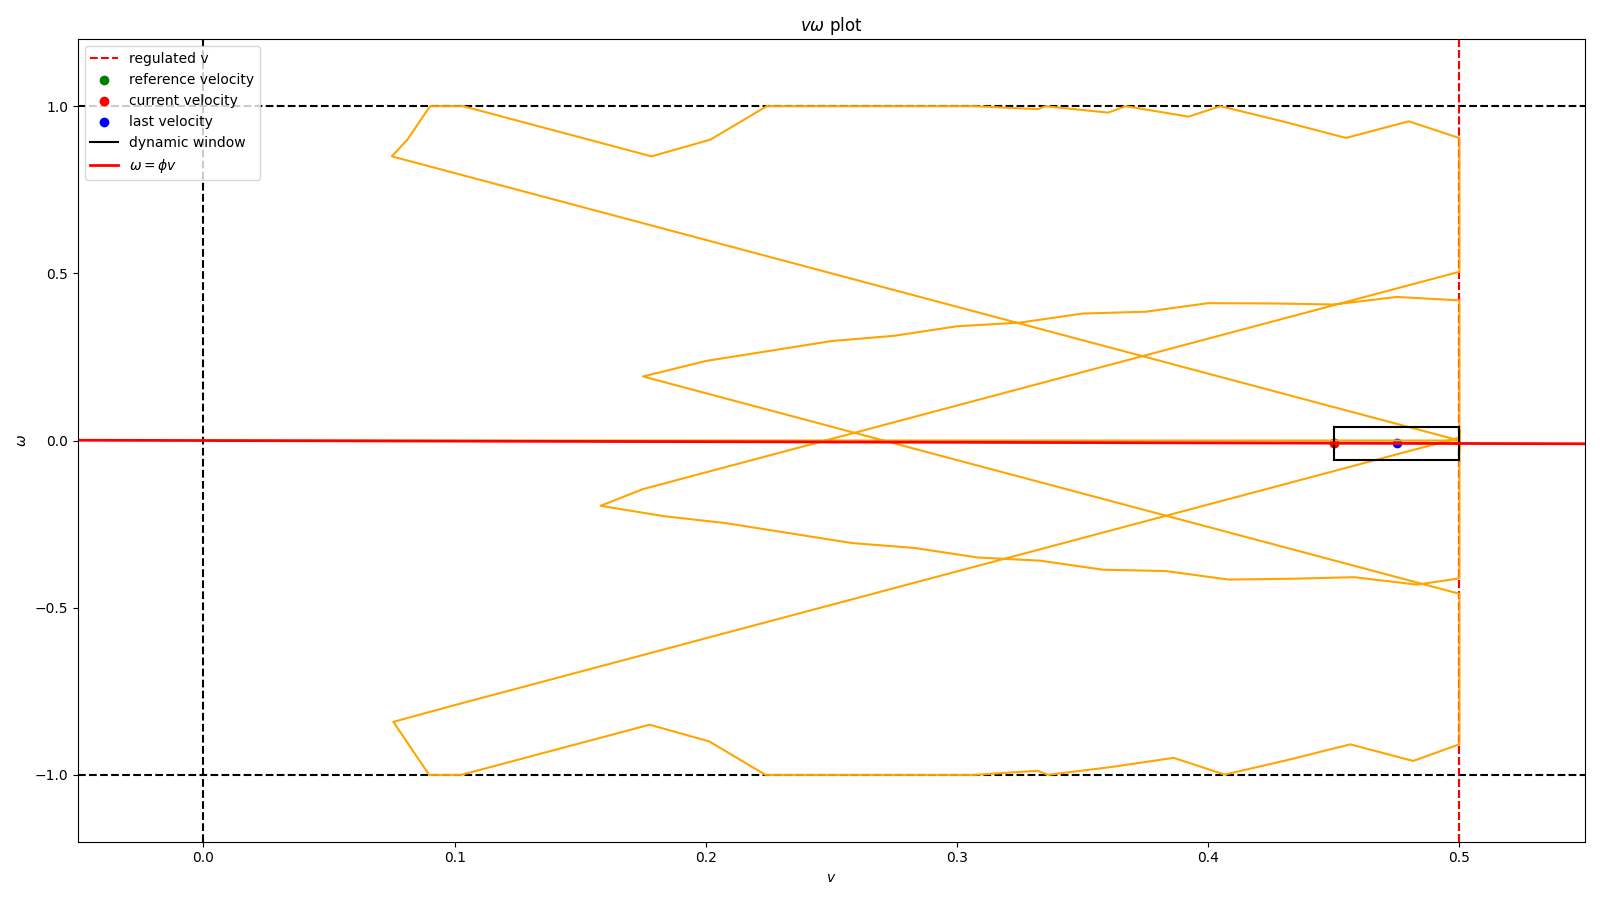 vω plot
regulated v
reference velocity
current velocity
last velocity
dynamic window
ω = ϕv
1.0
0.5
0.0
−0.5
−1.0
ω
0.0 0.1 0.2 0.3 0.4 0.5
v